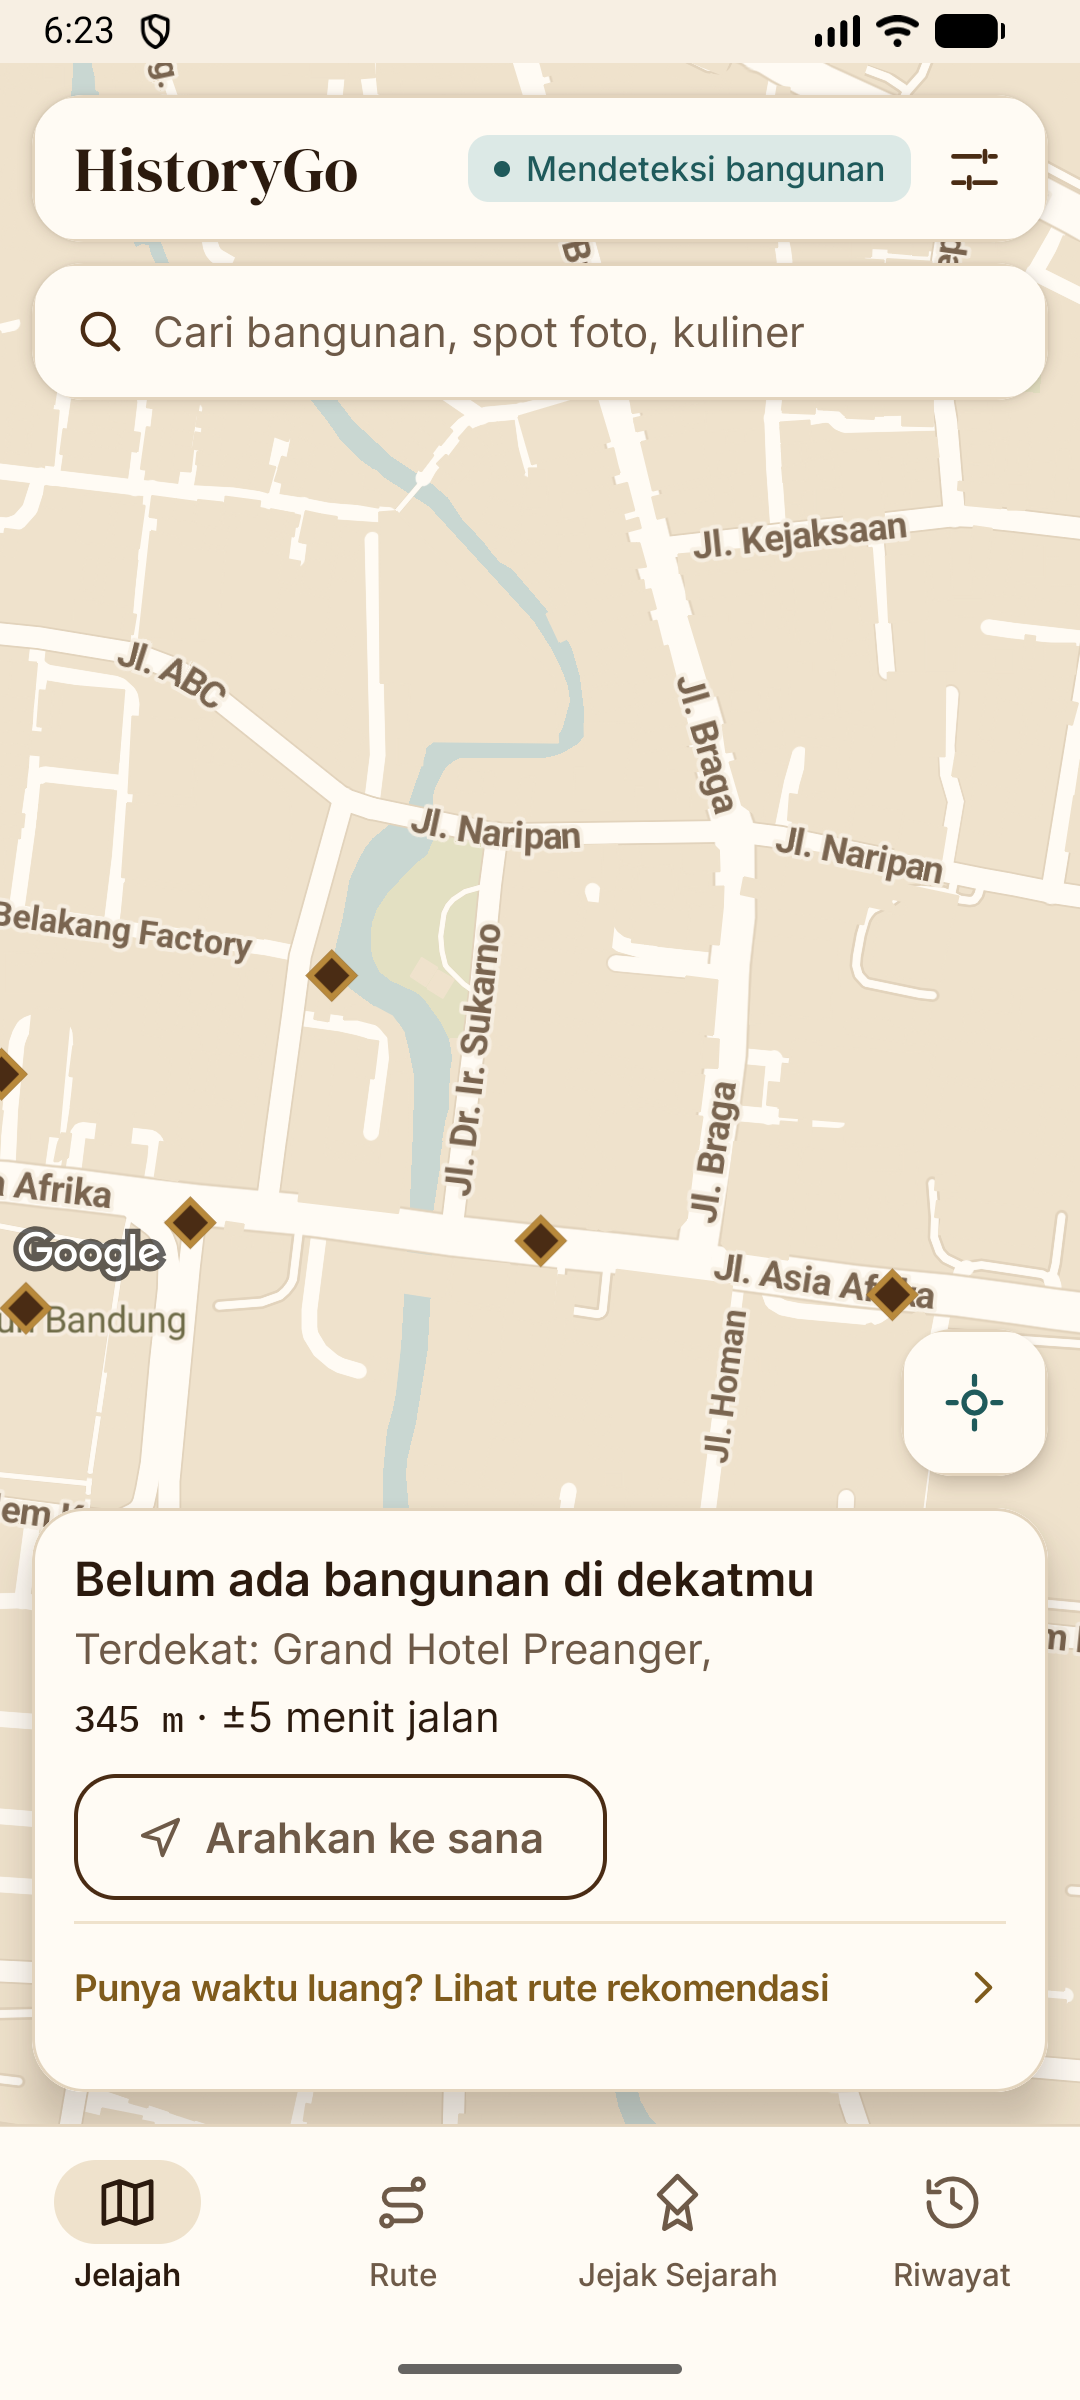 6:23
g.
HistoryGo
Mendeteksi bangunan
Cari bangunan, spot foto, kuliner
Jl. Kejaksaan
Jl. ABC
Jl. Braga
Jl. Naripan
Jl. Naripan
Belakang Factory
Jl. Dr. Ir. Sukarno
Jl. Braga
Afrika
Google
Jl. Asia Af
Bandung
Jl. Homan
Belum ada bangunan di dekatmu
Terdekat: Grand Hotel Preanger,
345 m · ±5 menit jalan
Arahkan ke sana
Punya waktu luang? Lihat rute rekomendasi
Jelajah
Rute
Jejak Sejarah
Riwayat